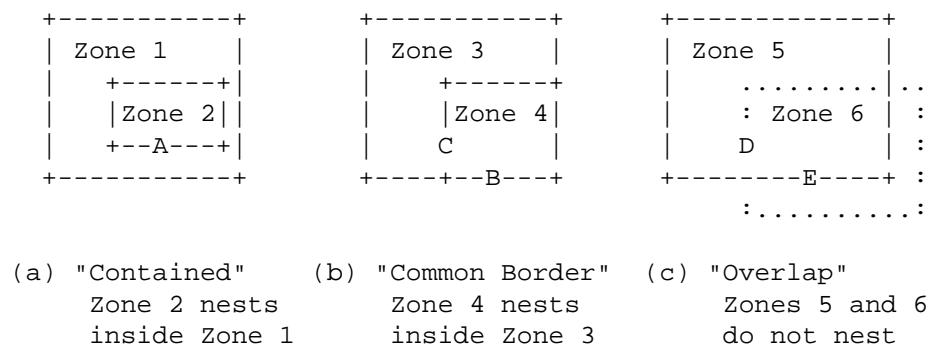 +-----------+ +-----------+ +-------------+
| Zone 1 | | Zone 3 | | Zone 5 |
| +------+| | +------+ | .........|..
| |Zone 2|| | |Zone 4| | : Zone 6 | :
| +--A---+| | C | | D | :
+-----------+ +----+--B---+ +--------E----+ :
:..........:
(a) "Contained" (b) "Common Border" (c) "Overlap"
Zone 2 nests Zone 4 nests Zones 5 and 6
inside Zone 1 inside Zone 3 do not nest